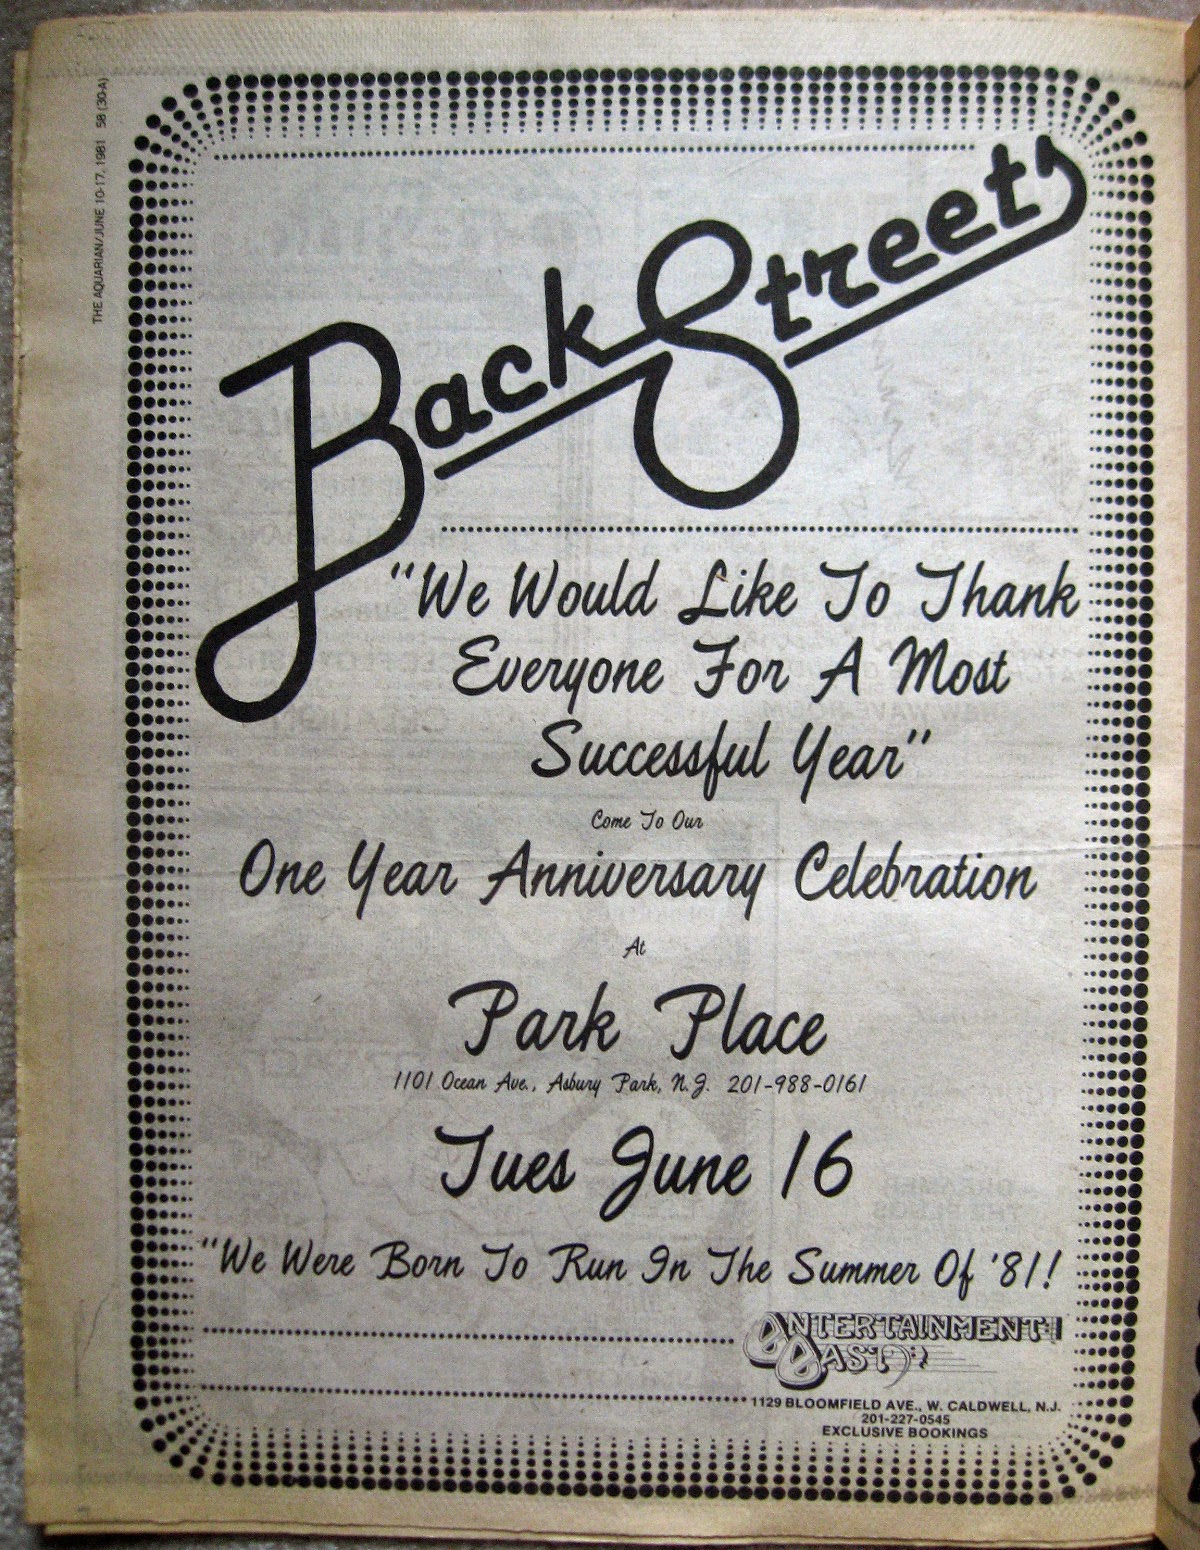 THE AQUARIAN/JUNE 10-17, 1981 58 (30-A)
Back Streets
"We Would Like To Thank
Everyone For A Most
Successful Year"
Come To Our
One Year Anniversary Celebration
At
Park Place
1101 Ocean Ave., Asbury Park, N.J. 201-988-0161
Tues June 16
"We Were Born To Run In The Summer Of '81!
ENTERTAINMENT
EAST
1129 BLOOMFIELD AVE., W. CALDWELL, N.J.
201-227-0545
EXCLUSIVE BOOKINGS